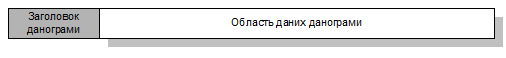 Заголовок
данограми
Область даних данограми